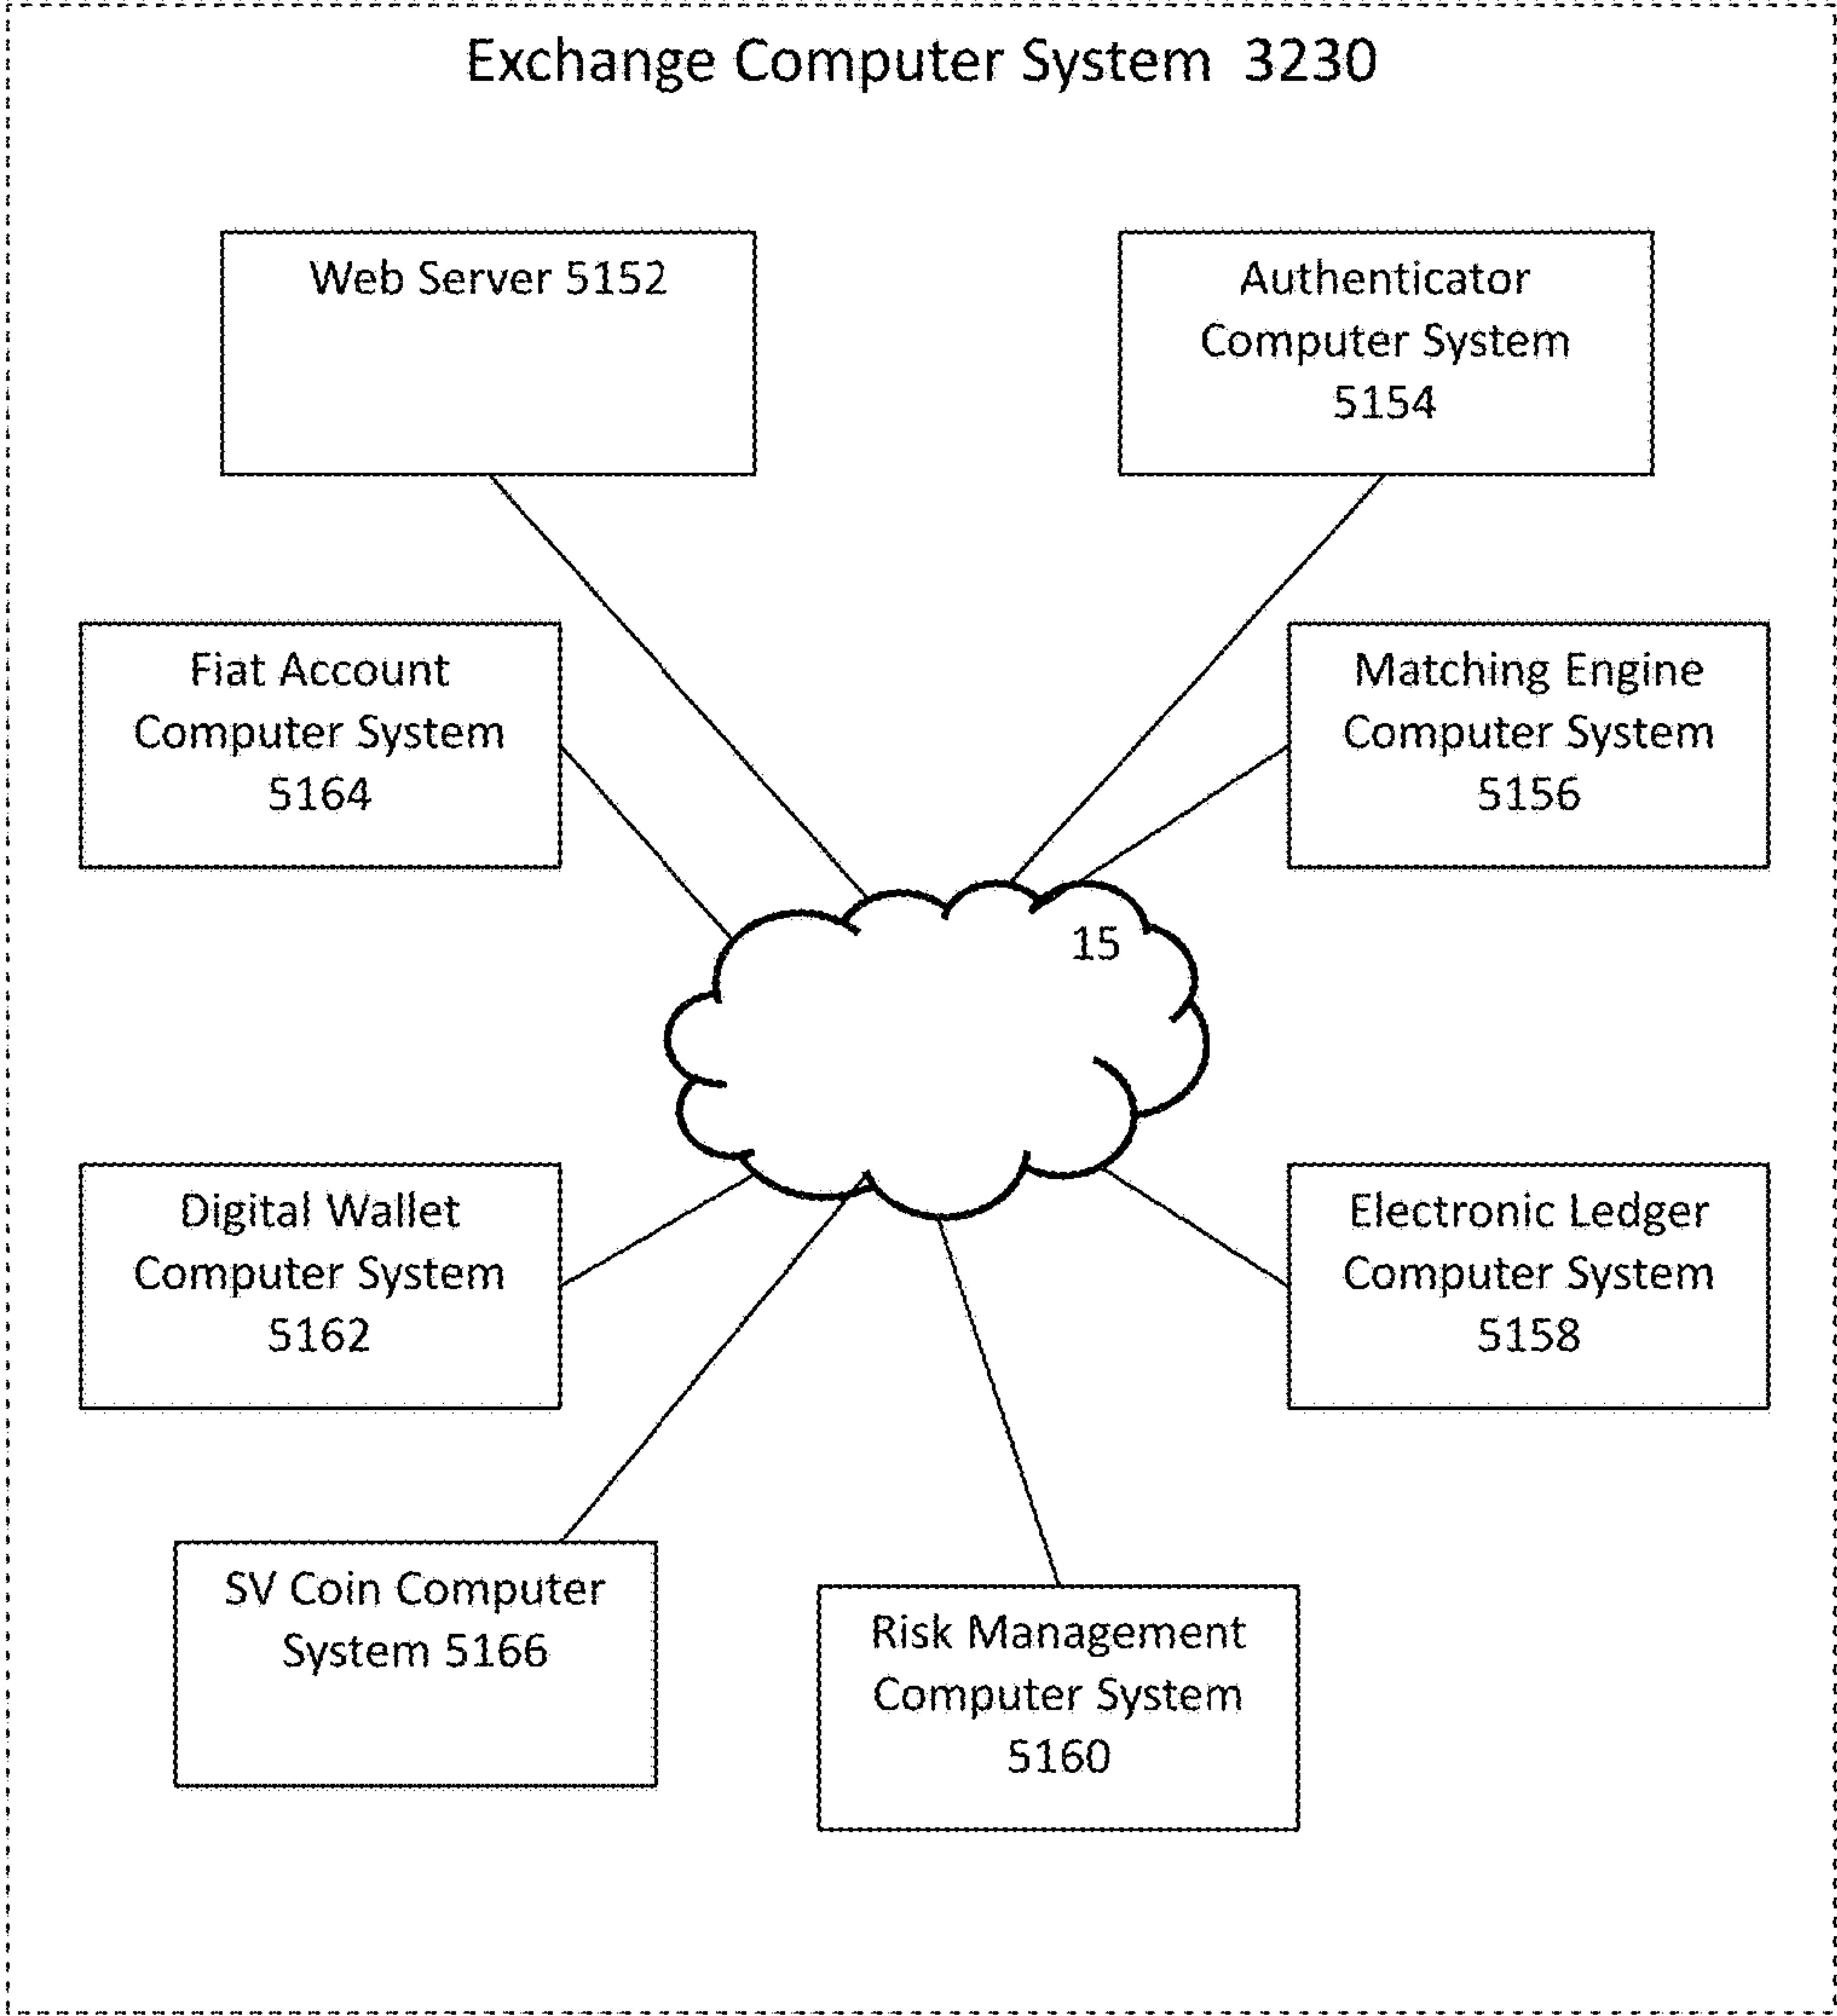 Exchange Computer System 3230
Web Server 5152
Authenticator
Computer System
5154
Fiat Account
Computer System
5164
Matching Engine
Computer System
5156
15
Digital Wallet
Computer System
5162
Electronic Ledger
Computer System
5158
SV Coin Computer
System 5166
Risk Management
Computer System
5160